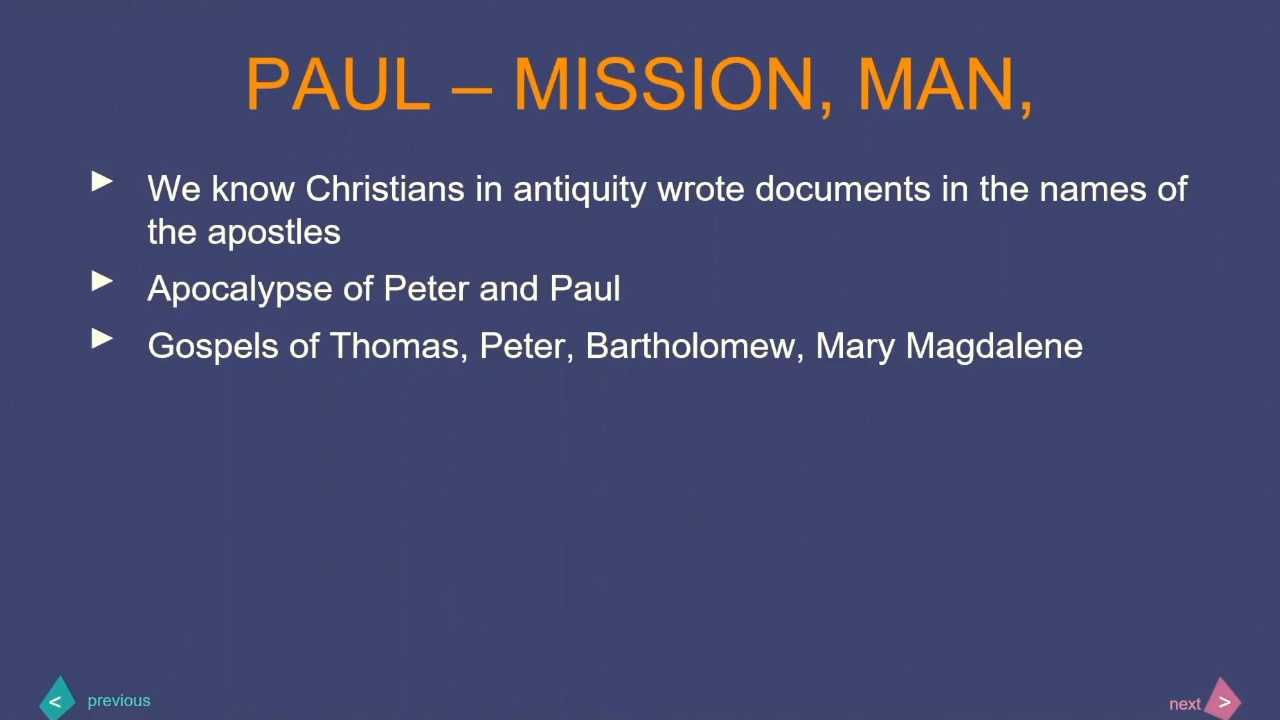 PAUL – MISSION, MAN,
We know Christians in antiquity wrote documents in the names of
the apostles
Apocalypse of Peter and Paul
Gospels of Thomas, Peter, Bartholomew, Mary Magdalene
< previous
next >